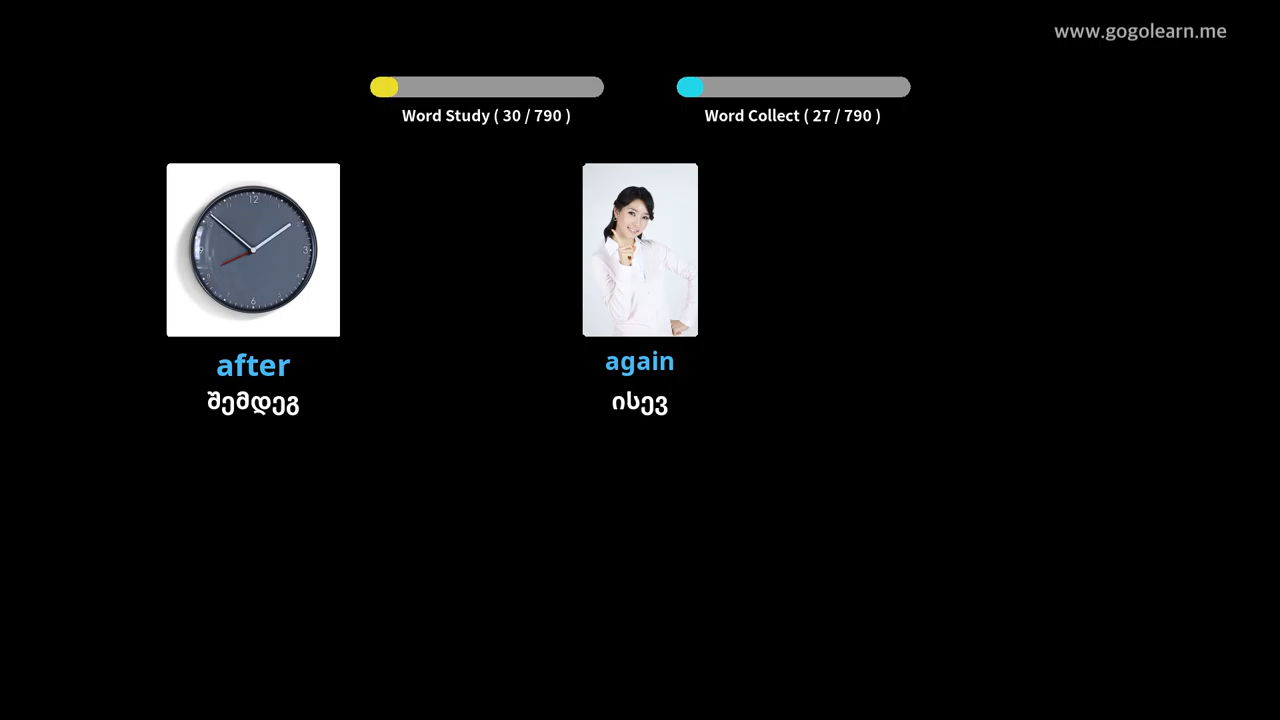 www.gogolearn.me
Word Study ( 30 / 790 )
Word Collect ( 27 / 790 )
after
შემდეგ
again
ისევ